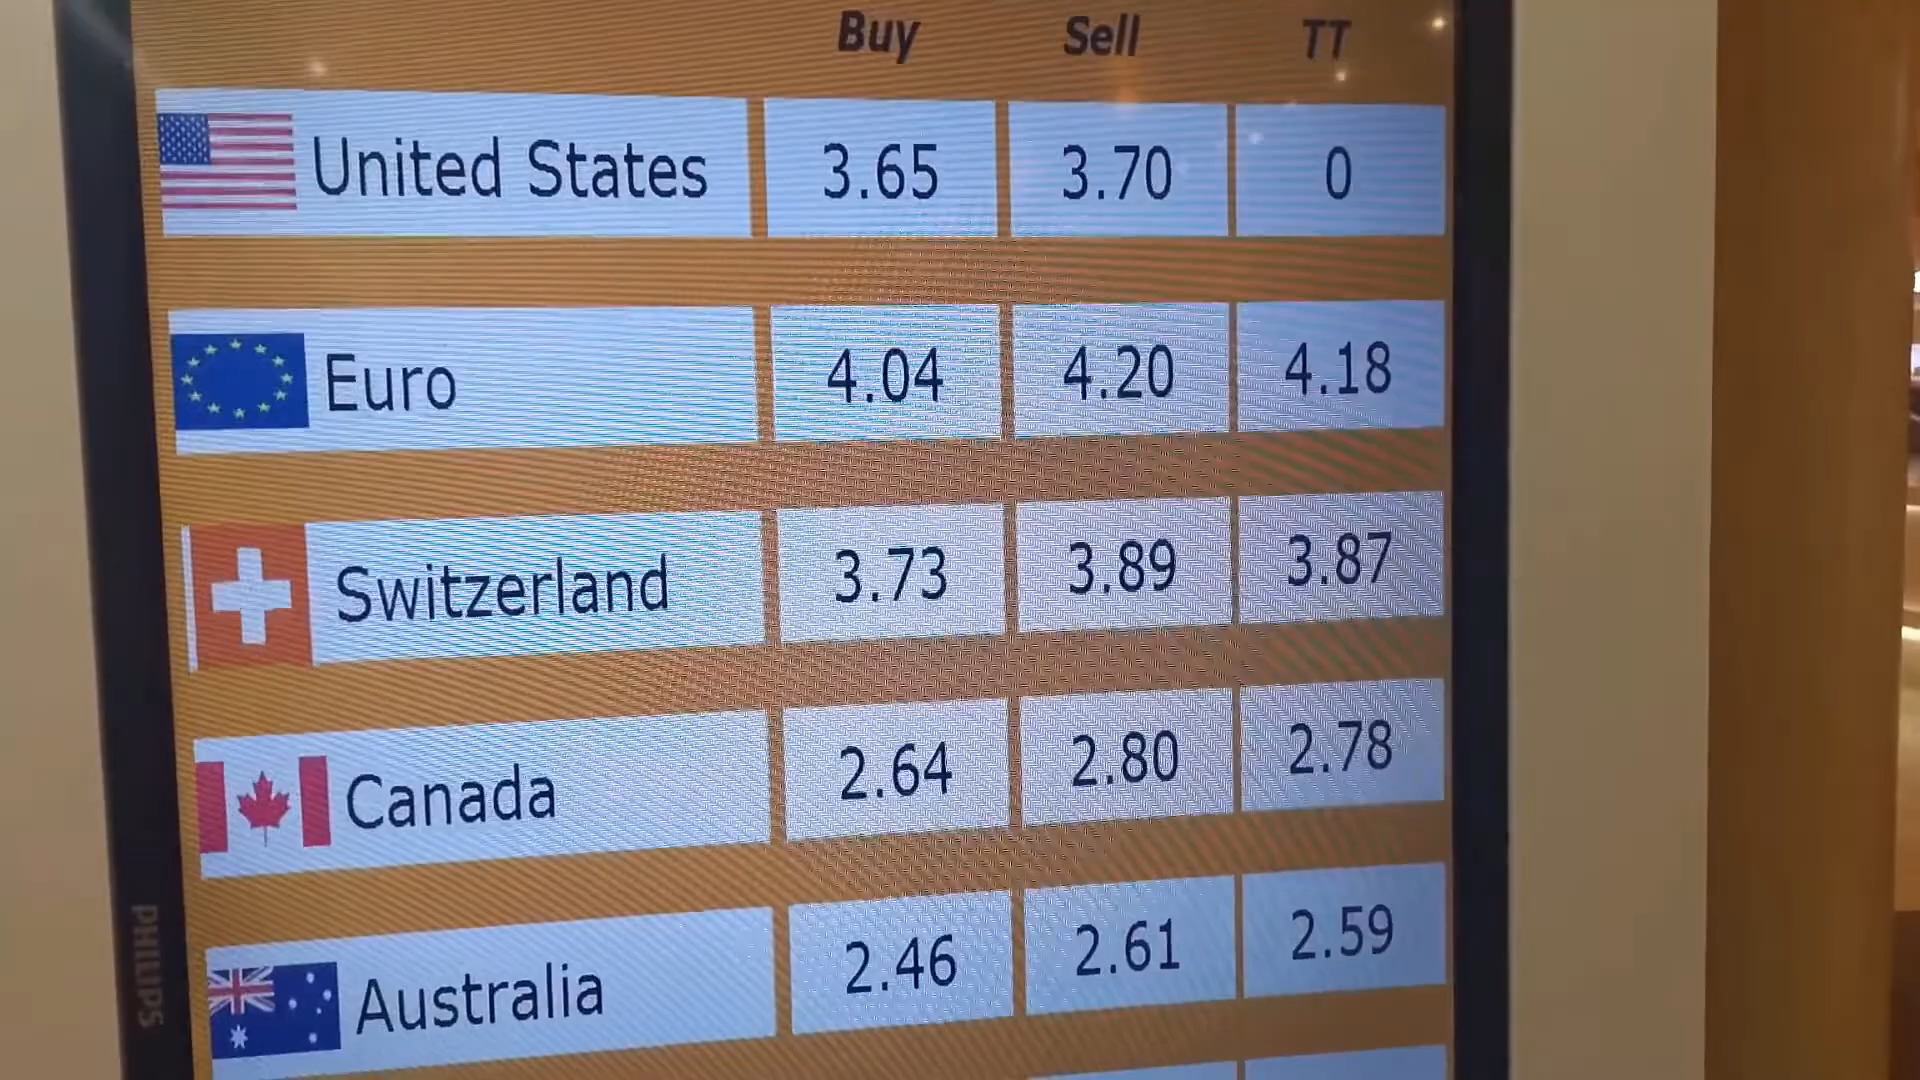 Buy Sell TT
United States 3.65 3.70 0
Euro 4.04 4.20 4.18
Switzerland 3.73 3.89 3.87
Canada 2.64 2.80 2.78
Australia 2.46 2.61 2.59
PHILIPS